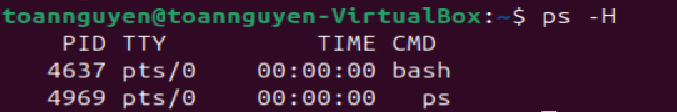 toannguyen@toannguyen-VirtualBox:~$ ps -H
    PID TTY          TIME CMD
   4637 pts/0    00:00:00 bash
   4969 pts/0    00:00:00   ps